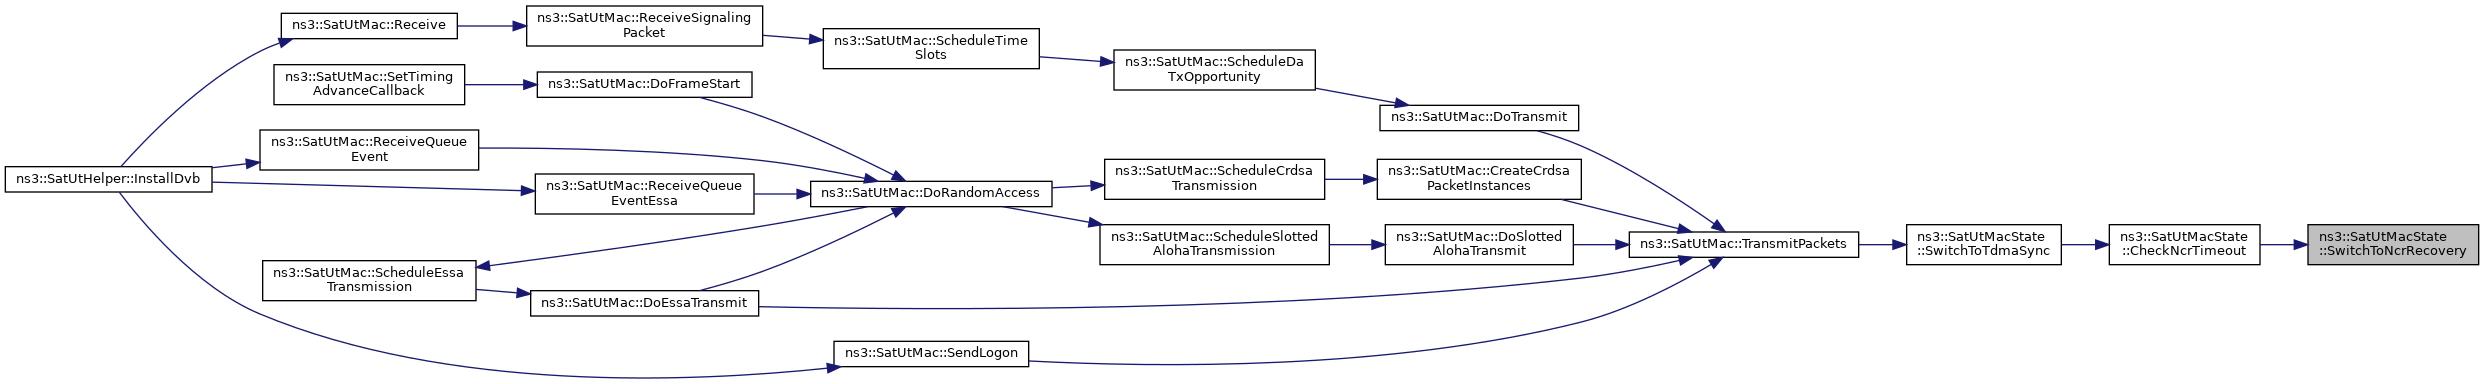 ns3::SatUtHelper::InstallDvb
ns3::SatUtMac::Receive
ns3::SatUtMac::SetTiming
AdvanceCallback
ns3::SatUtMac::ReceiveQueue
Event
ns3::SatUtMac::ScheduleEssa
Transmission
ns3::SatUtMac::ReceiveSignaling
Packet
ns3::SatUtMac::DoFrameStart
ns3::SatUtMac::ReceiveQueue
EventEssa
ns3::SatUtMac::DoEssaTransmit
ns3::SatUtMac::ScheduleTime
Slots
ns3::SatUtMac::DoRandomAccess
ns3::SatUtMac::SendLogon
ns3::SatUtMac::ScheduleDa
TxOpportunity
ns3::SatUtMac::ScheduleCrdsa
Transmission
ns3::SatUtMac::ScheduleSlotted
AlohaTransmission
ns3::SatUtMac::DoTransmit
ns3::SatUtMac::CreateCrdsa
PacketInstances
ns3::SatUtMac::DoSlotted
AlohaTransmit
ns3::SatUtMac::TransmitPackets
ns3::SatUtMacState
::SwitchToTdmaSync
ns3::SatUtMacState
::CheckNcrTimeout
ns3::SatUtMacState
::SwitchToNcrRecovery